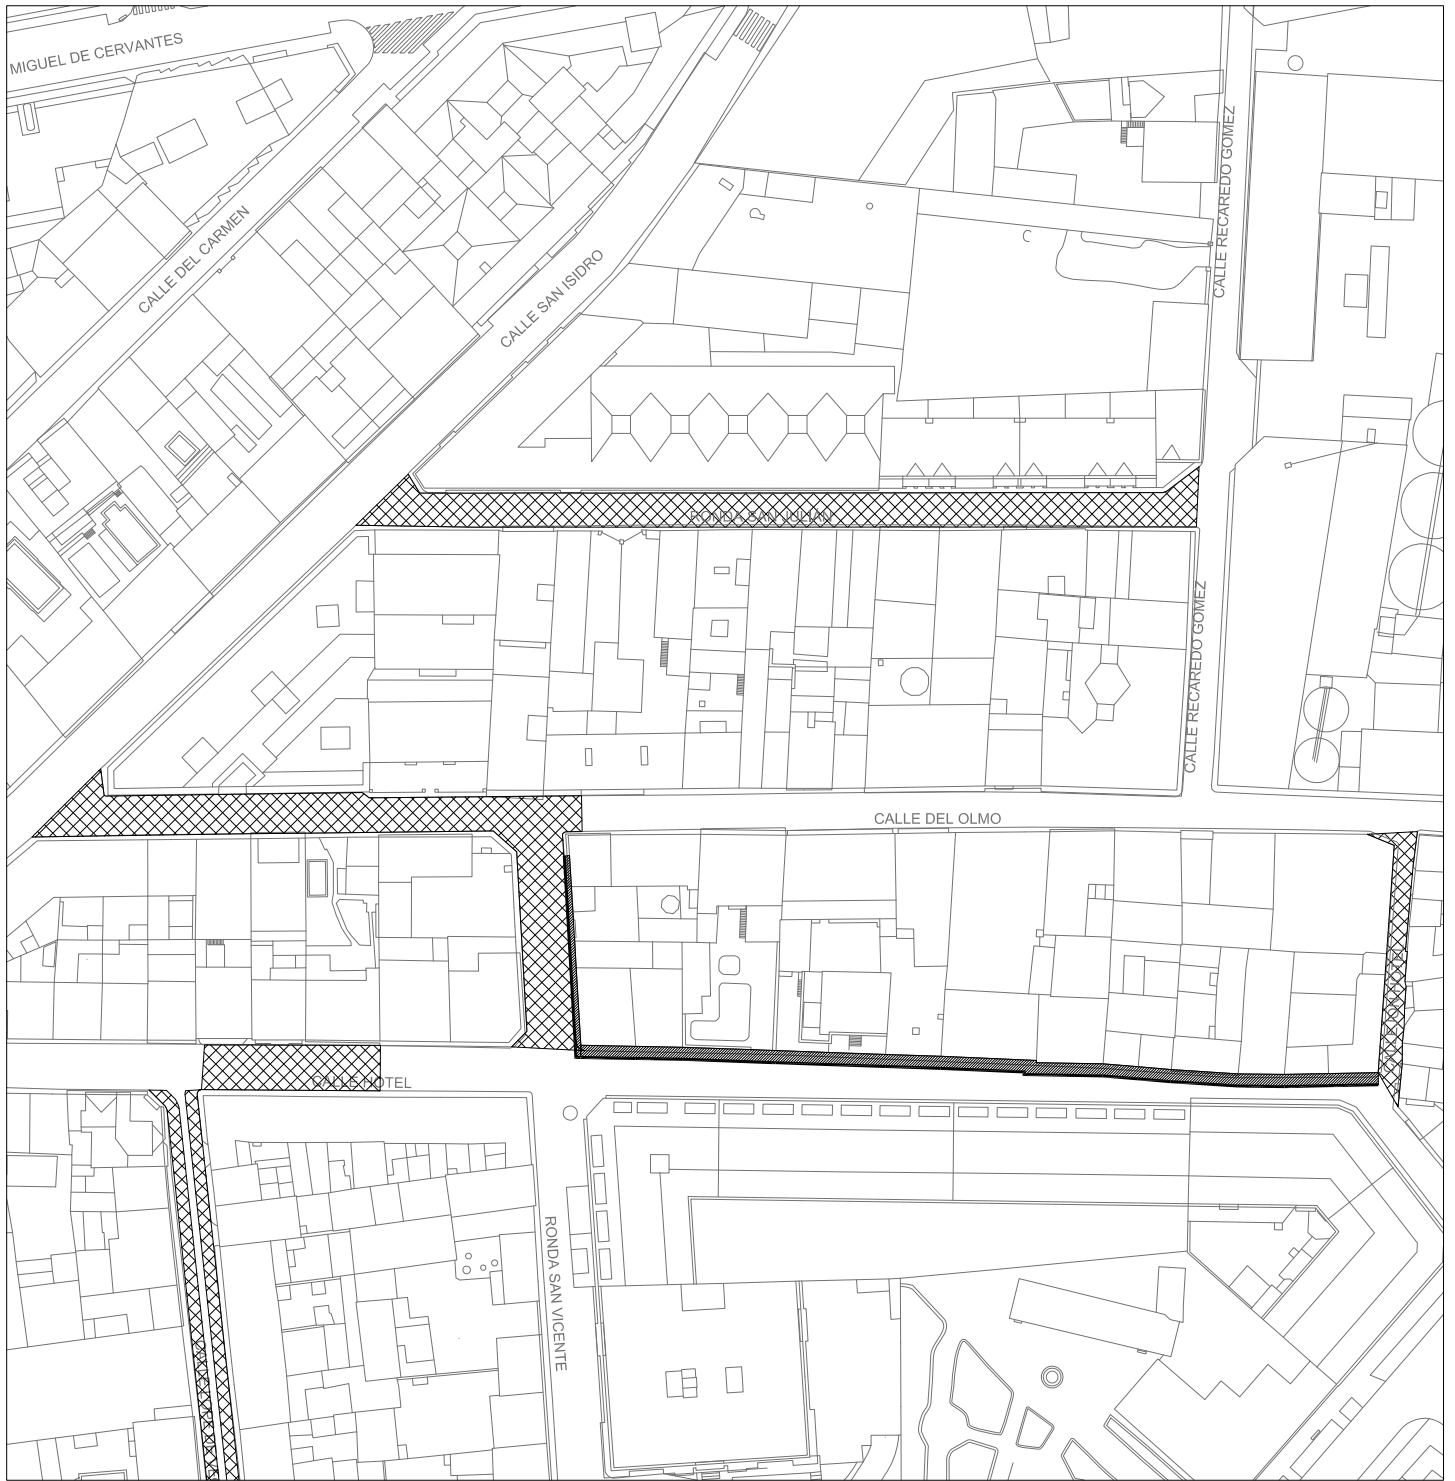 MIGUEL DE CERVANTES
CALLE DEL CARMEN
CALLE SAN ISIDRO
CALLE RECAREDO GOMEZ
RONDA SAN JULIAN
CALLE RECAREDO GOMEZ
CALLE DEL OLMO
CALLE HOTEL
RONDA SAN VICENTE